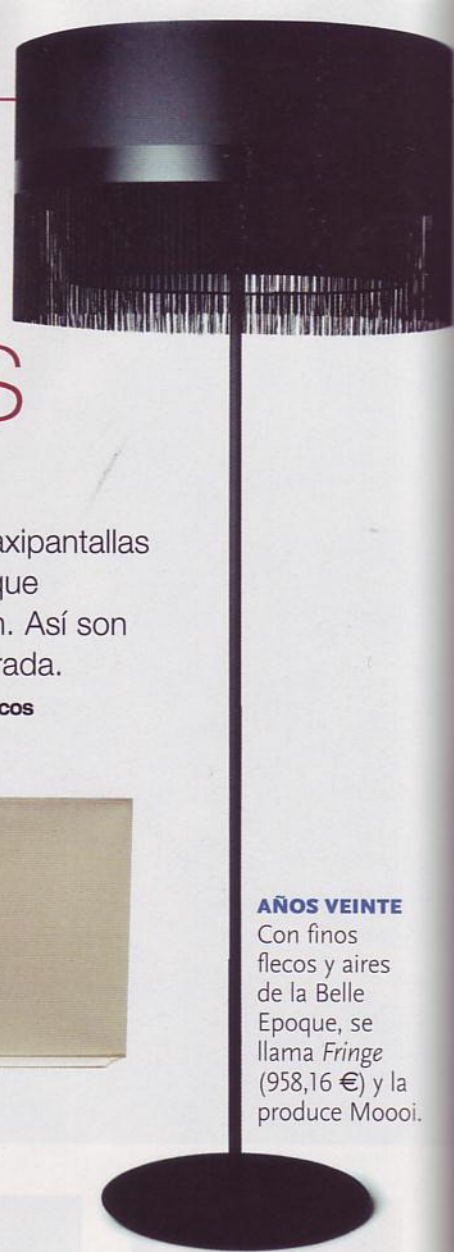 S
axipantallas
que
n. Así son
rada.
cos
AÑOS VEINTE
Con finos
flecos y aires
de la Belle
Epoque, se
llama Fringe
(958,16 €) y la
produce Moooi.